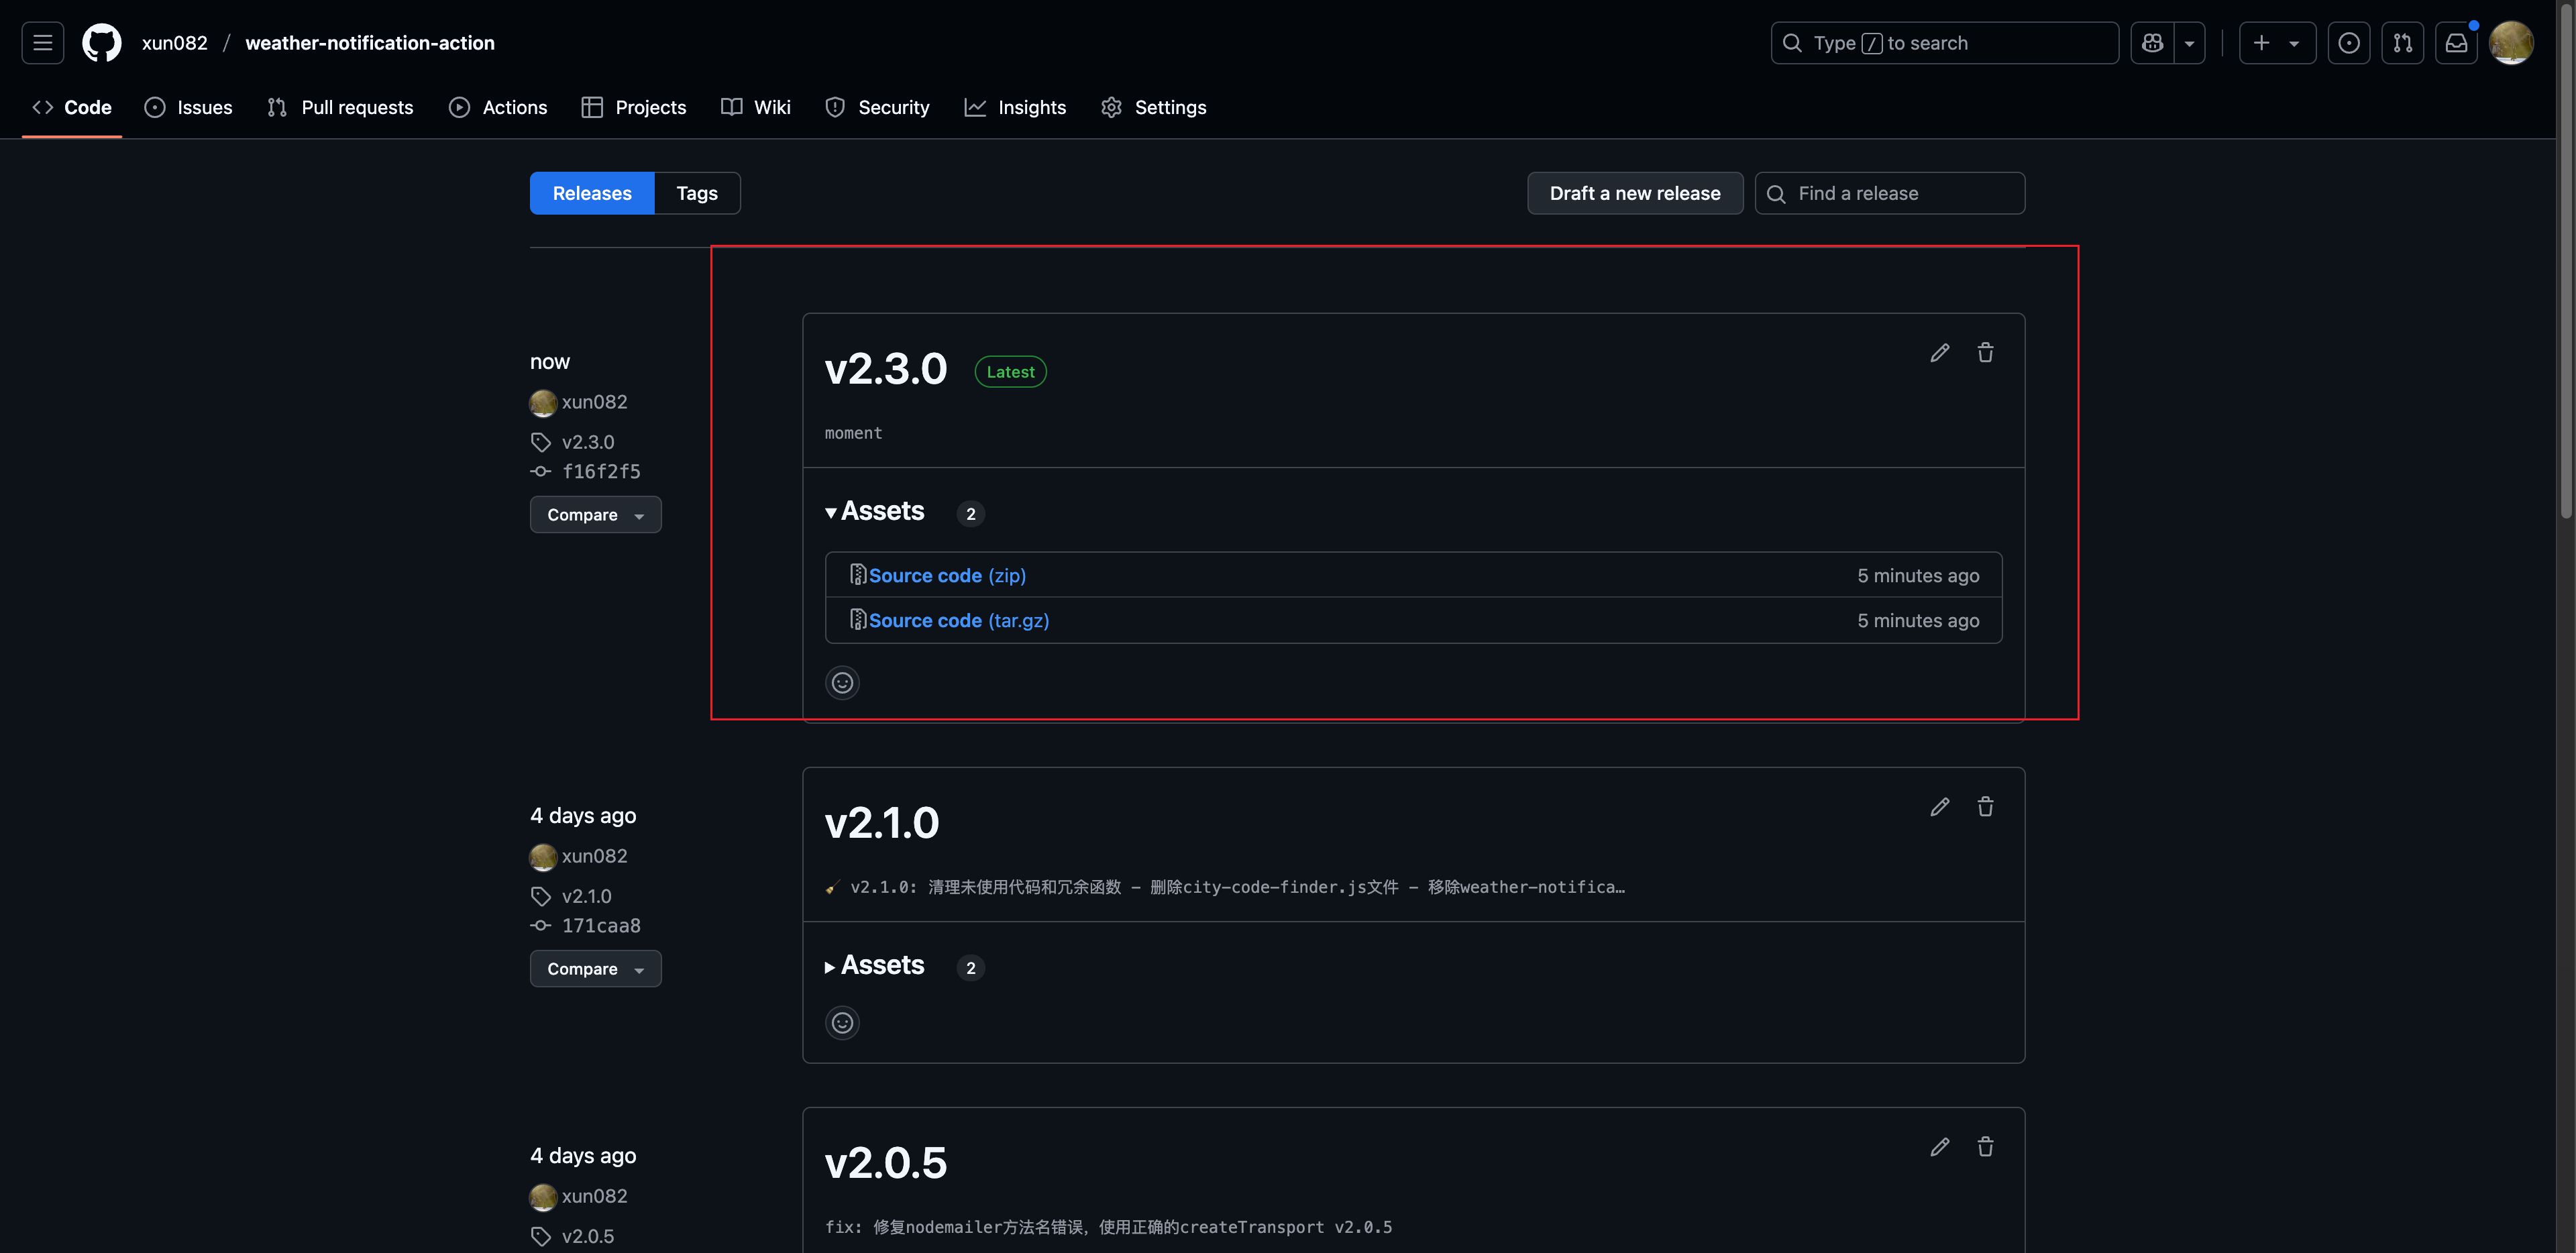 xun082 / weather-notification-action
Type / to search
Code Issues Pull requests Actions Projects Wiki Security Insights Settings
Releases Tags
Draft a new release
Find a release
now
xun082
v2.3.0
f16f2f5
Compare
v2.3.0 Latest
moment
Assets 2
Source code (zip) 5 minutes ago
Source code (tar.gz) 5 minutes ago
4 days ago
xun082
v2.1.0
171caa8
Compare
v2.1.0
v2.1.0: 清理未使用代码和冗余函数 - 删除city-code-finder.js文件 - 移除weather-notifica…
Assets 2
4 days ago
xun082
v2.0.5
v2.0.5
fix: 修复nodemailer方法名错误，使用正确的createTransport v2.0.5